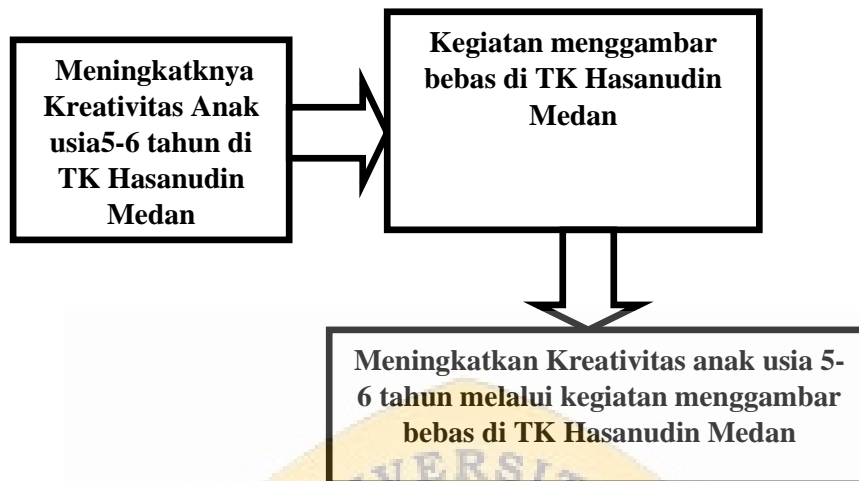 Meningkatknya
Kreativitas Anak
usia5-6 tahun di
TK Hasanudin
Medan
Kegiatan menggambar
bebas di TK Hasanudin
Medan
Meningkatkan Kreativitas anak usia 5-
6 tahun melalui kegiatan menggambar
bebas di TK Hasanudin Medan